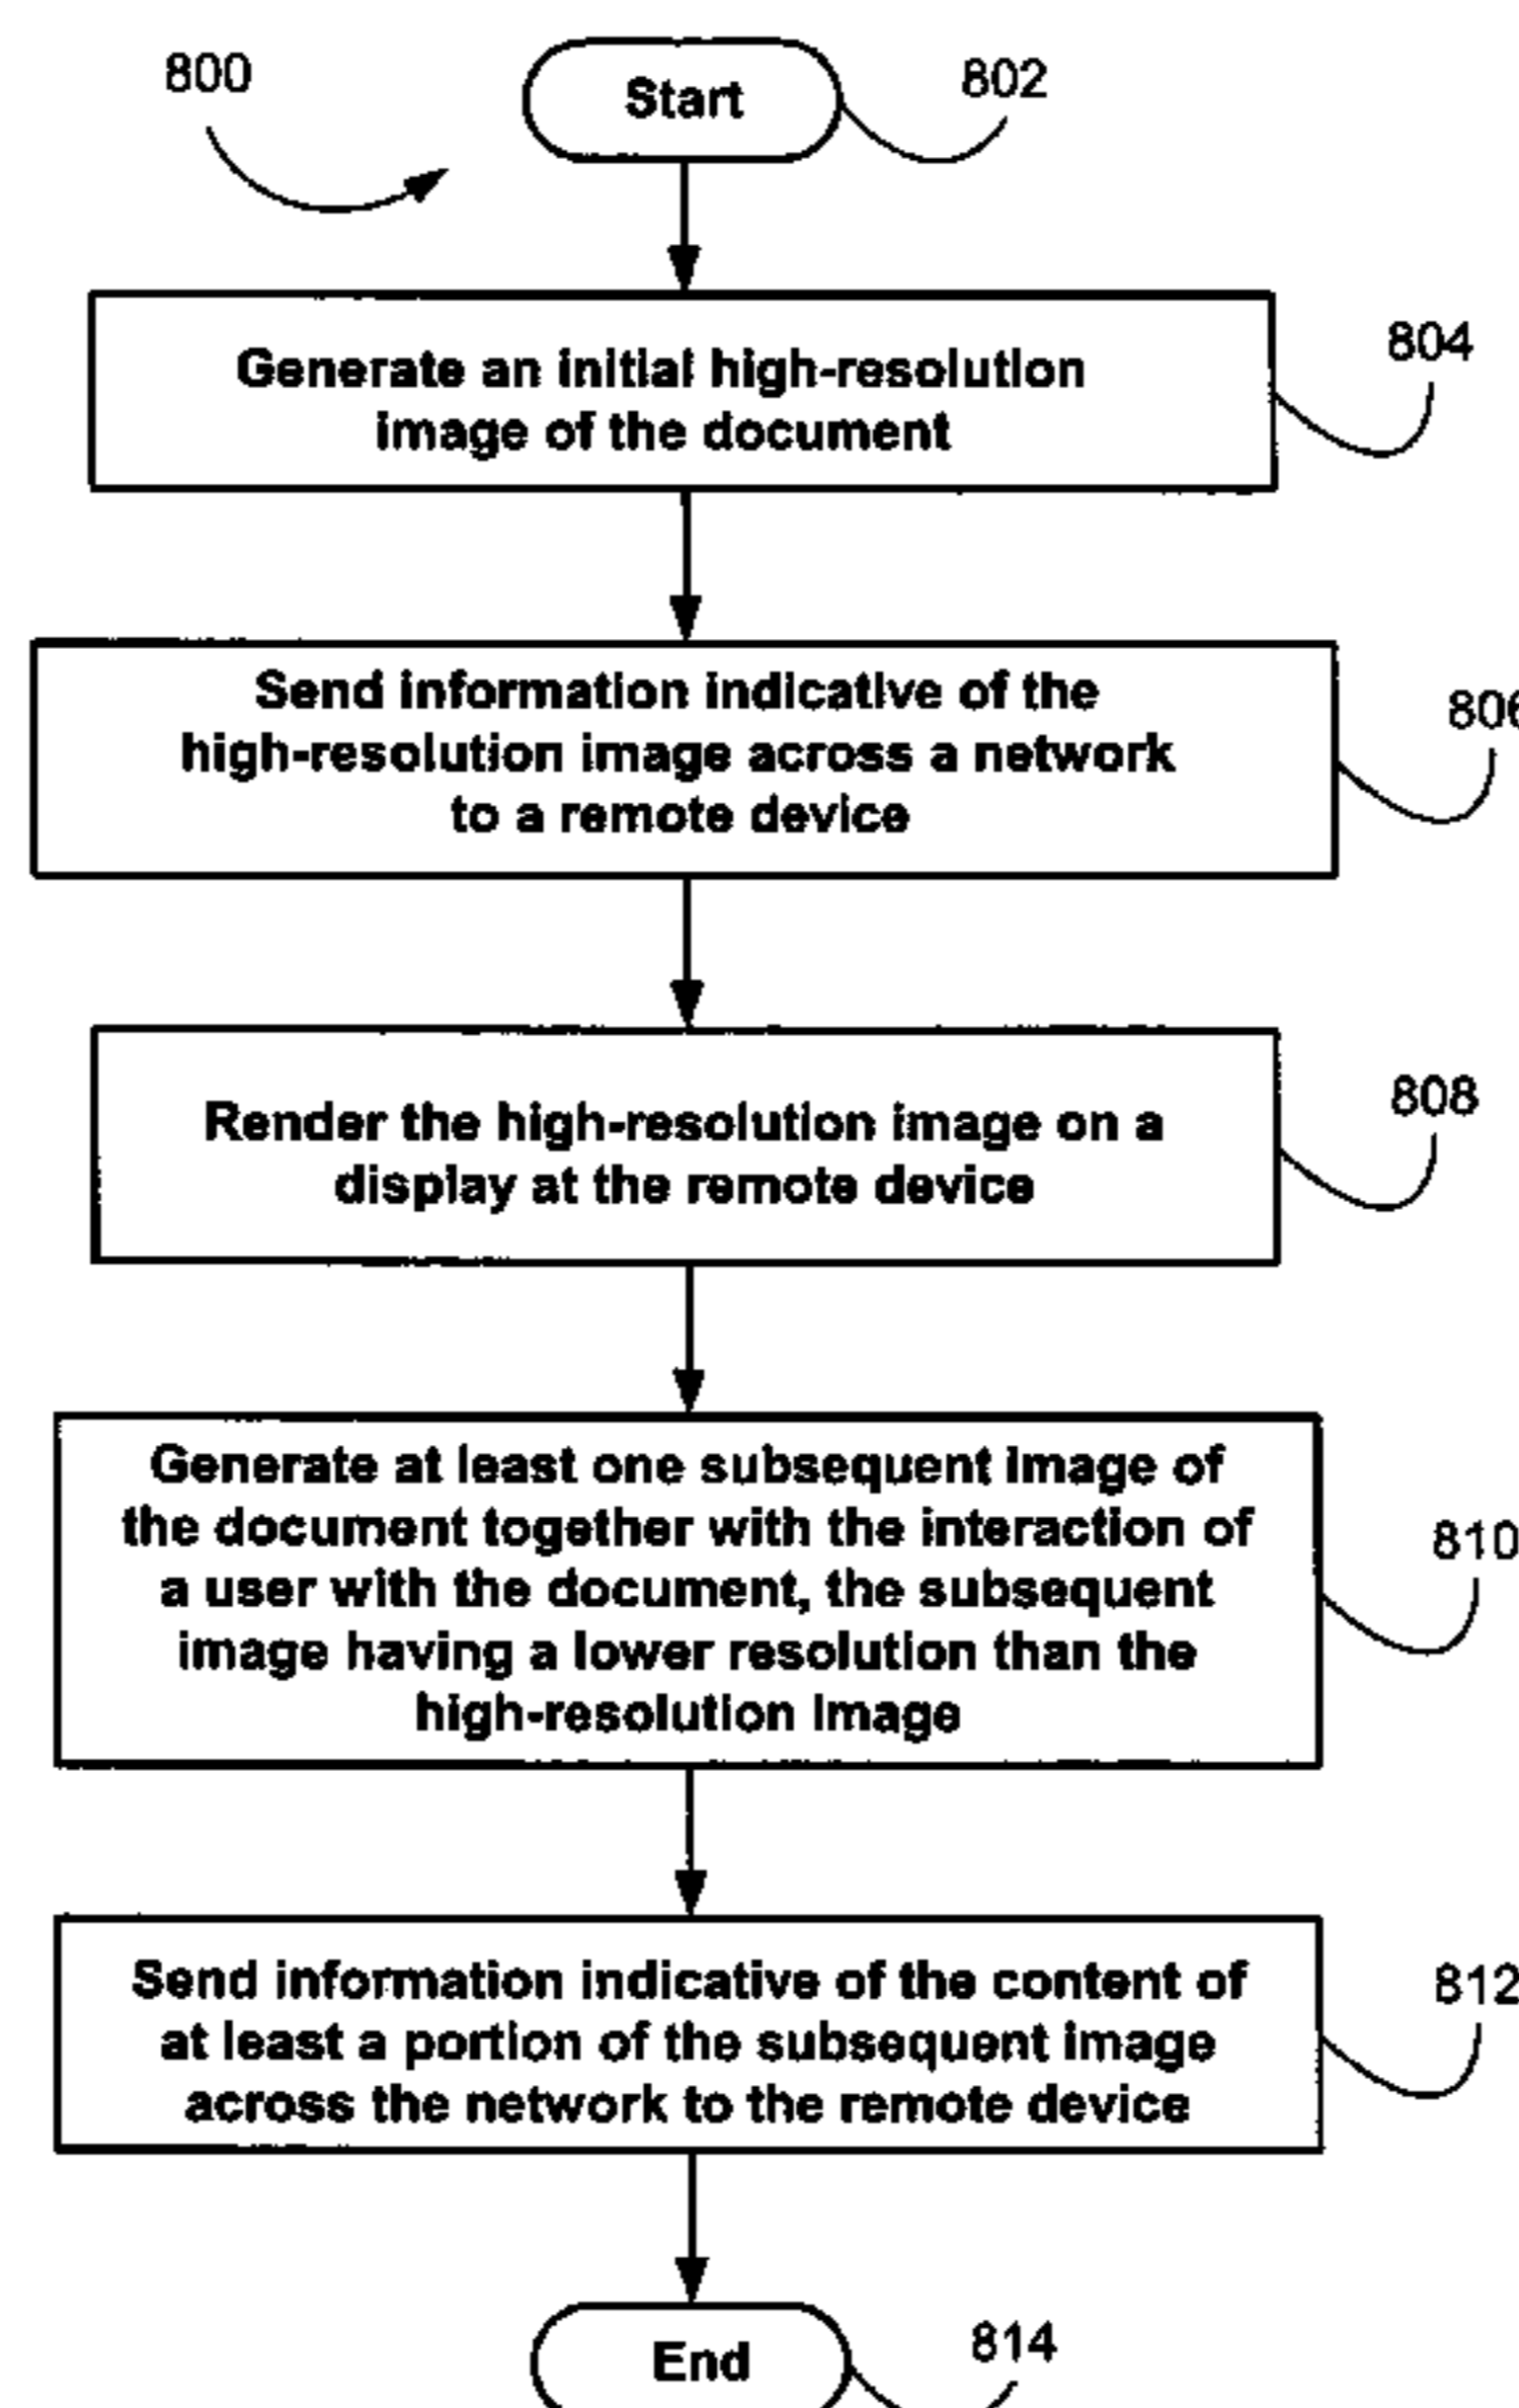 800
Start
802
Generate an initial high-resolution
image of the document
804
Send information indicative of the
high-resolution image across a network
to a remote device
806
Render the high-resolution image on a
display at the remote device
808
Generate at least one subsequent image of
the document together with the interaction of
a user with the document, the subsequent
image having a lower resolution than the
high-resolution image
810
Send information indicative of the content of
at least a portion of the subsequent image
across the network to the remote device
812
End
814